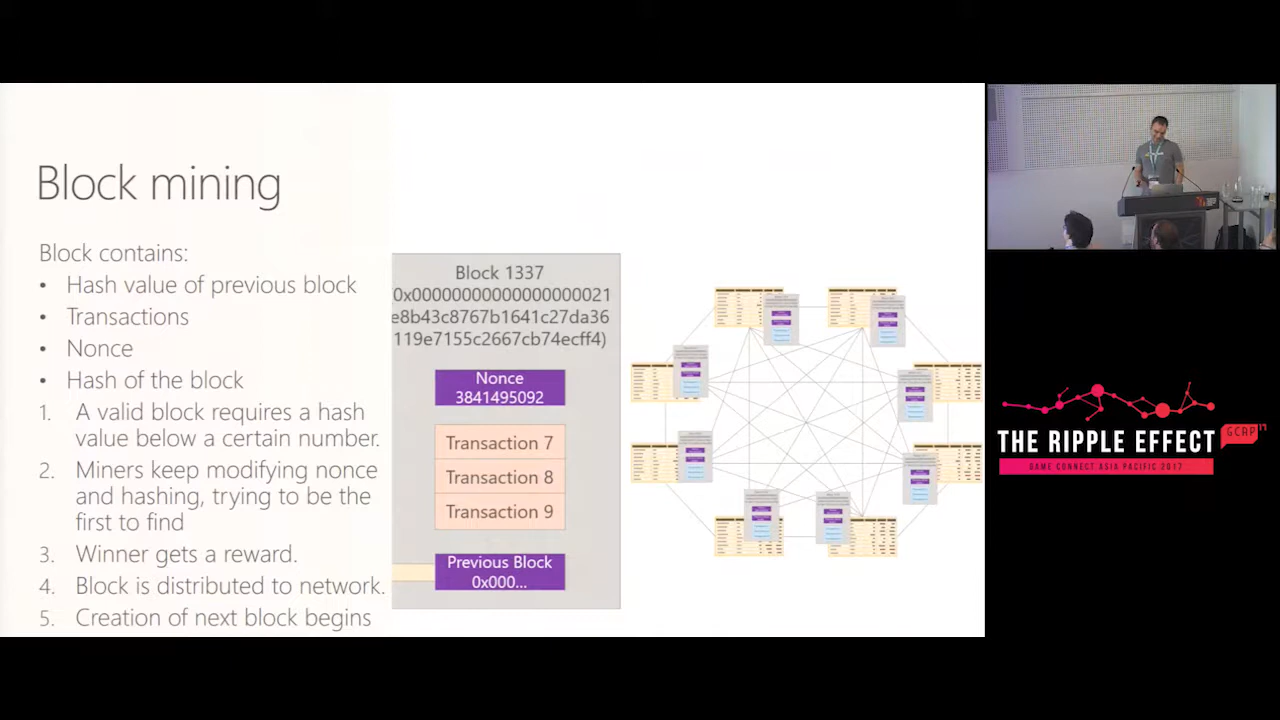 Block mining
Block contains:
• Hash value of previous block
• Transactions
• Nonce
• Hash of the block
1. A valid block requires a hash
value below a certain number.
2. Miners keep modifying nonce
and hashing, trying to be the
first to find
3. Winner gets a reward.
4. Block is distributed to network.
5. Creation of next block begins
Block 1337
0x00000000000000000021
e8b43c8767b1641c27da36
119e7155c2667cb74ecff4)
Nonce
3841495092
Transaction 7
Transaction 8
Transaction 9
Previous Block
0x000...
THE RIPPLE EFFECT
GCAP17
GAME CONNECT ASIA PACIFIC 2017